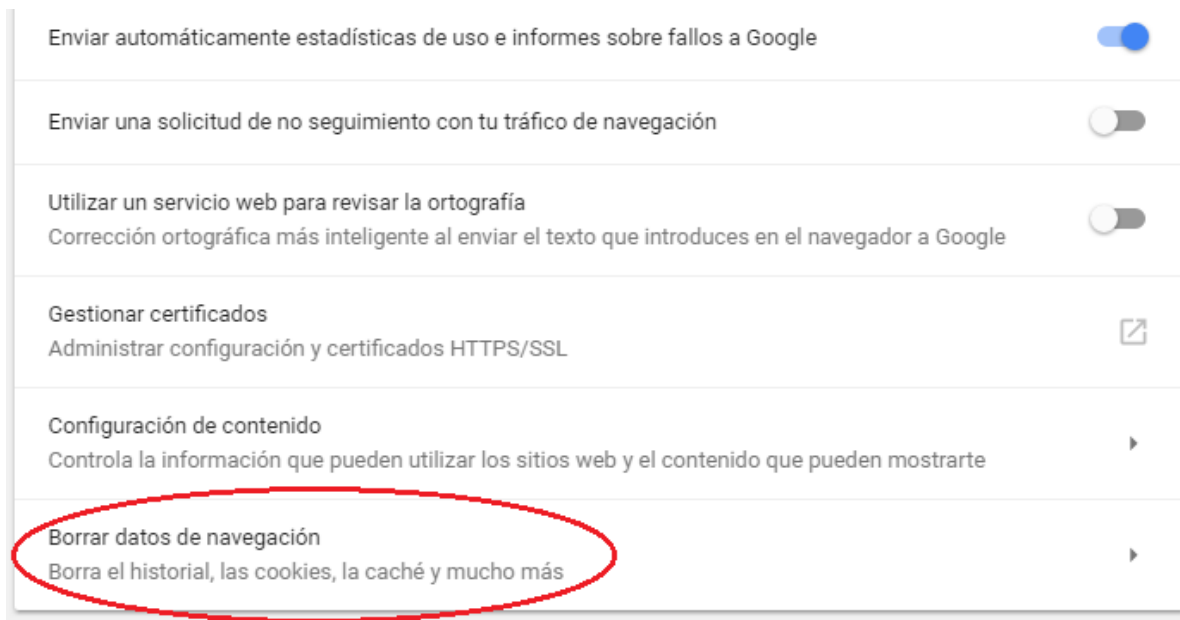 Enviar automáticamente estadísticas de uso e informes sobre fallos a Google
Enviar una solicitud de no seguimiento con tu tráfico de navegación
Utilizar un servicio web para revisar la ortografía
Corrección ortográfica más inteligente al enviar el texto que introduces en el navegador a Google
Gestionar certificados
Administrar configuración y certificados HTTPS/SSL
Configuración de contenido
Controla la información que pueden utilizar los sitios web y el contenido que pueden mostrarte
Borrar datos de navegación
Borra el historial, las cookies, la caché y mucho más